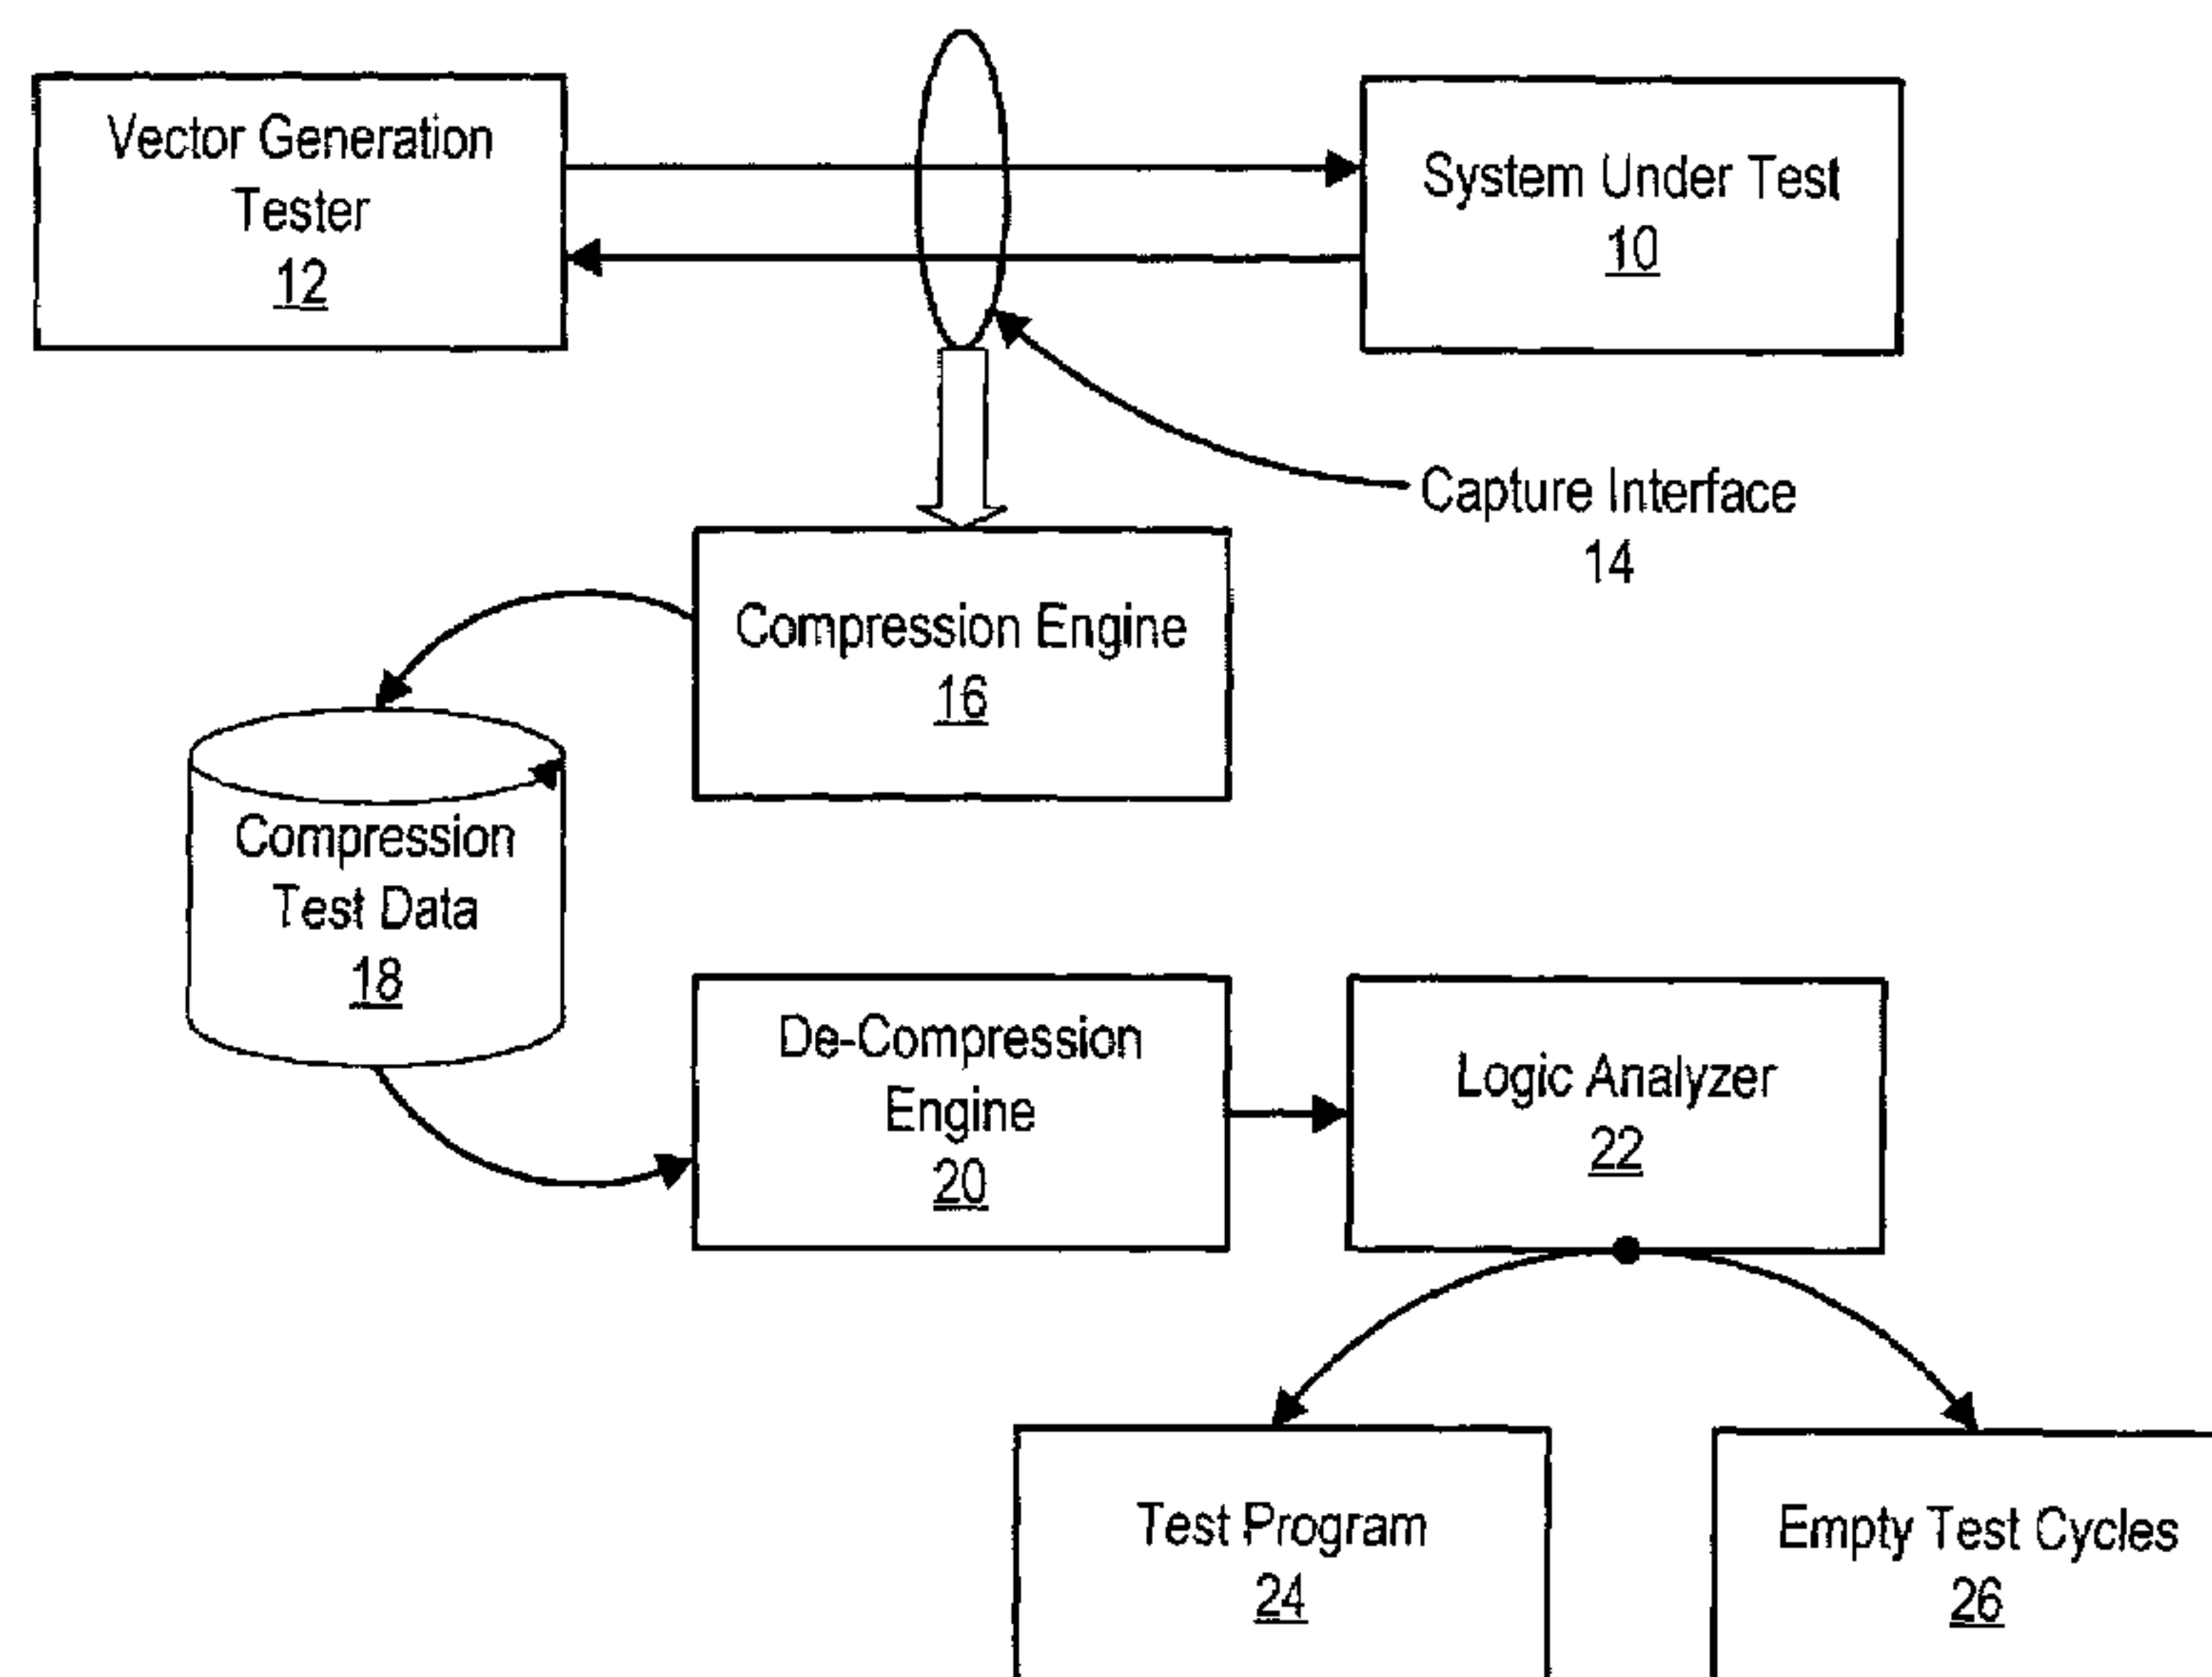 Vector Generation
Tester
12
System Under Test
10
Capture Interface
14
Compression Engine
16
Compression
Test Data
18
De-Compression
Engine
20
Logic Analyzer
22
Test Program
24
Empty Test Cycles
26